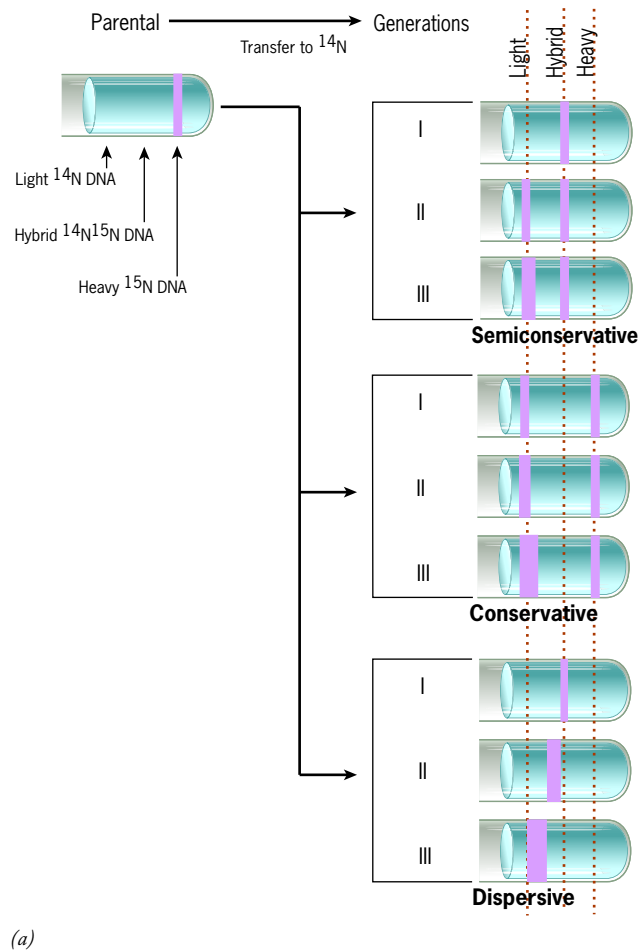 Parental
Transfer to 14N
Generations
Light
Hybrid
Heavy
Light 14N DNA
Hybrid 14N15N DNA
Heavy 15N DNA
I
II
III
Semiconservative
I
II
III
Conservative
I
II
III
Dispersive
(a)